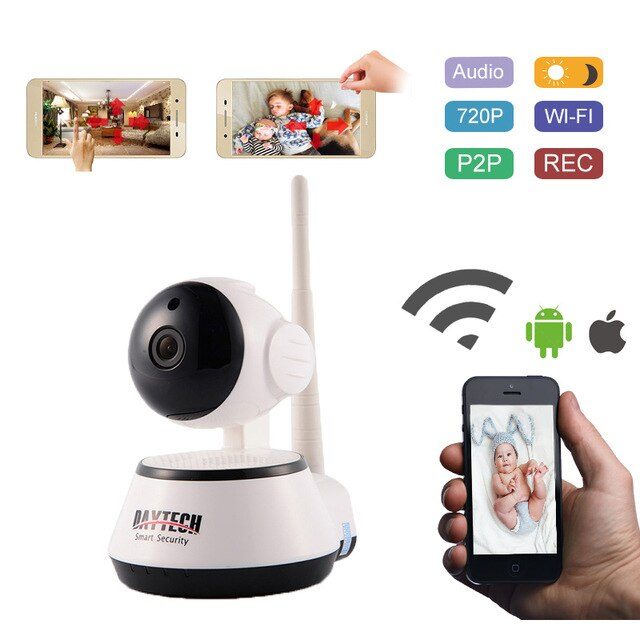 Audio
720P
WI-FI
P2P
REC
DAYTECH
Smart Security